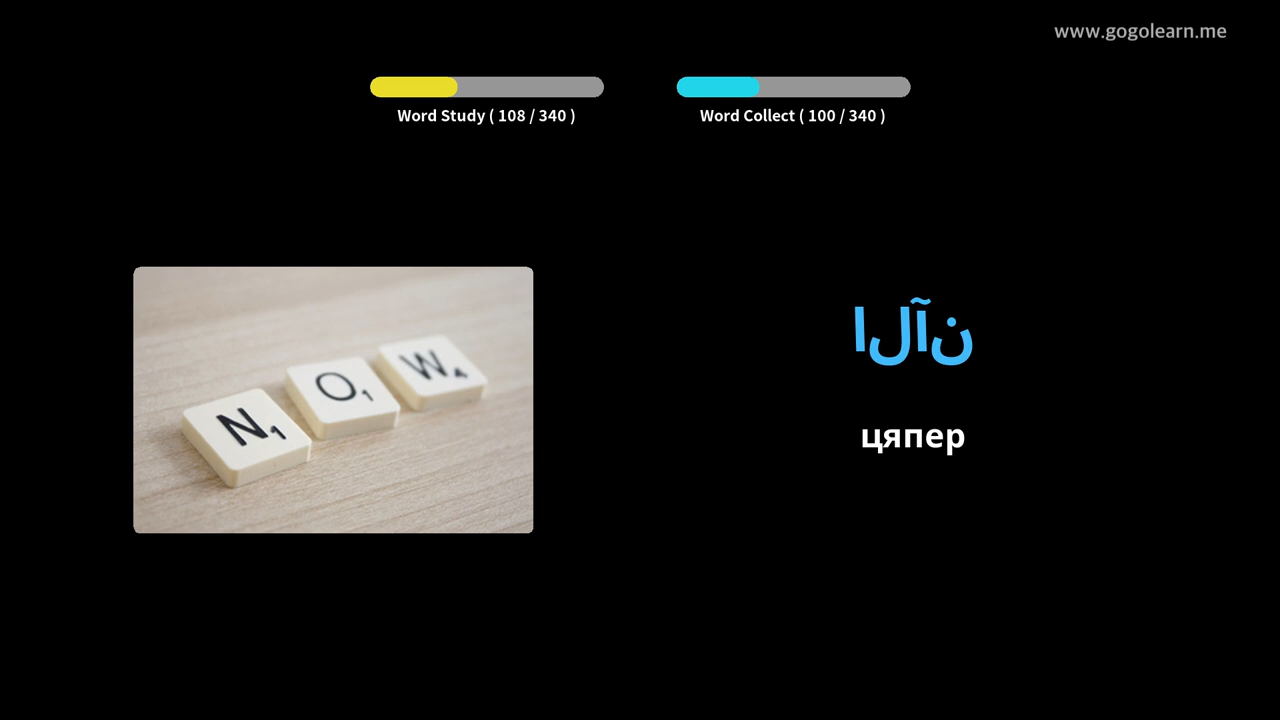 www.gogolearn.me
Word Study ( 108 / 340 )
Word Collect ( 100 / 340 )
N1 O1 W4
الآن
цяпер